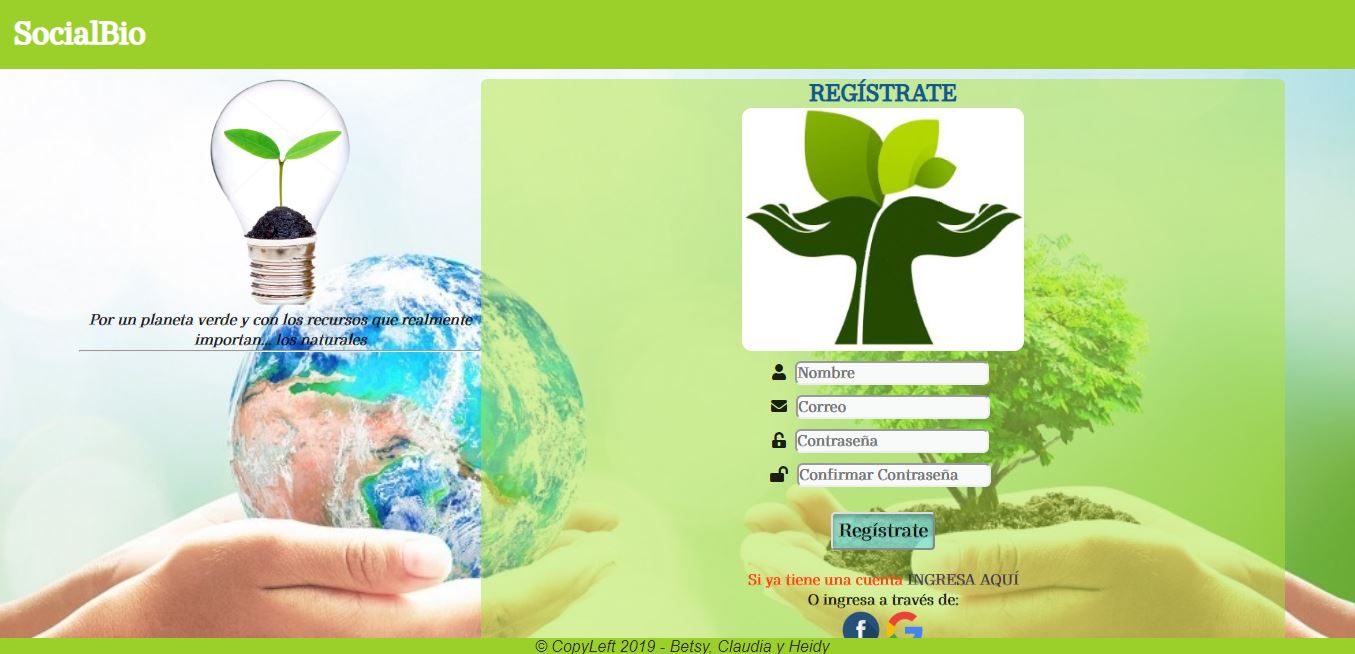 SocialBio
Por un planeta verde y con los recursos que realmente
importan... los naturales
REGÍSTRATE
Nombre
Correo
Contraseña
Confirmar Contraseña
Regístrate
Si ya tiene una cuenta INGRESA AQUÍ
O ingresa a través de:
© CopyLeft 2019 - Betsy, Claudia y Heidy